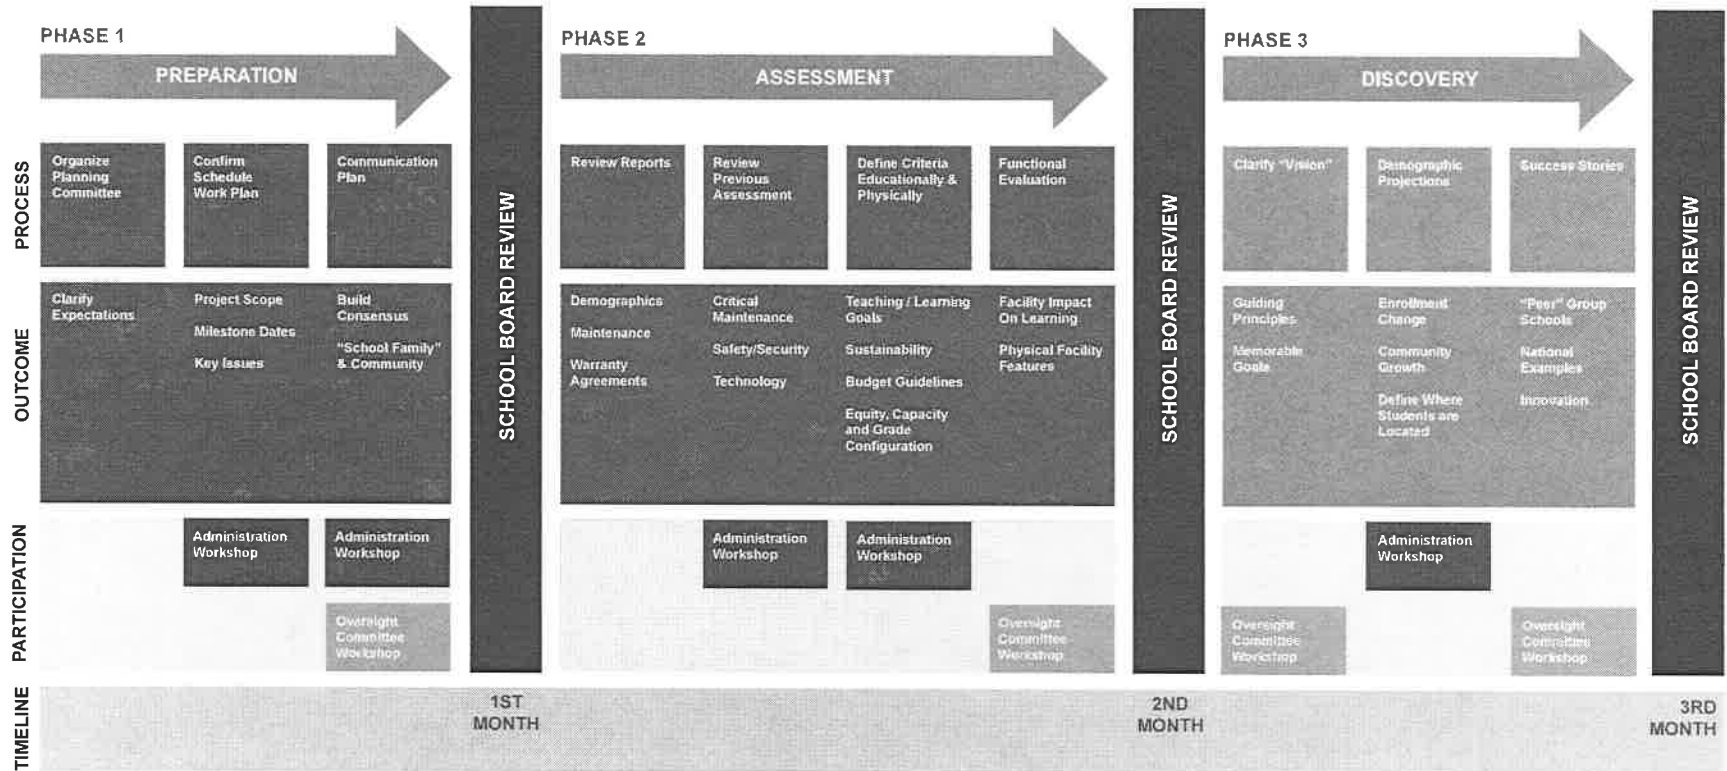 PHASE 1
PREPARATION
PHASE 2
ASSESSMENT
PHASE 3
DISCOVERY
PROCESS
Organize
Planning
Committee
Confirm
Schedule
Work Plan
Communication
Plan
Review Reports
Review
Previous
Assessment
Define Criteria
Educationally &
Physically
Functional
Evaluation
Clarify "Vision"
Demographic
Projections
Success Stories
OUTCOME
Clarify
Expectations
Project Scope
Milestone Dates
Key Issues
Build
Consensus
"School Family"
& Community
Demographics
Maintenance
Warranty
Agreements
Critical
Maintenance
Safety/Security
Technology
Teaching / Learning
Goals
Sustainability
Budget Guidelines
Equity, Capacity
and Grade
Configuration
Facility Impact
On Learning
Physical Facility
Features
Guiding
Principles
Memorable
Goals
Enrollment
Change
Community
Growth
Define Where
Students are
Located
"Peer" Group
Schools
National
Examples
Innovation
PARTICIPATION
Administration
Workshop
Administration
Workshop
Oversight
Committee
Workshop
Administration
Workshop
Administration
Workshop
Oversight
Committee
Workshop
Oversight
Committee
Workshop
Administration
Workshop
Oversight
Committee
Workshop
SCHOOL BOARD REVIEW
SCHOOL BOARD REVIEW
SCHOOL BOARD REVIEW
TIMELINE
1ST
MONTH
2ND
MONTH
3RD
MONTH